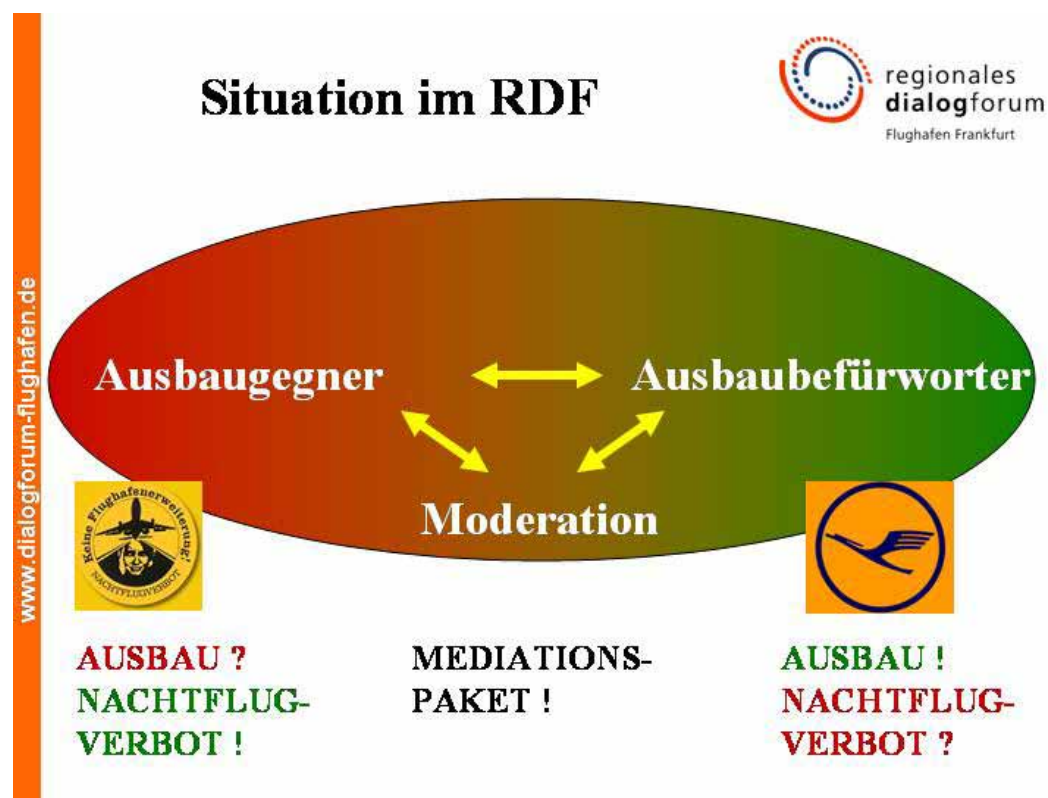 Situation im RDF
regionales
dialogforum
Flughafen Frankfurt
www.dialogforum-flughafen.de
Ausbaugegner
Ausbaubefürworter
Moderation
Keine Flughafenerweiterung!
NACHTFLUGVERBOT
AUSBAU ?
NACHTFLUG-
VERBOT !
MEDIATIONS-
PAKET !
AUSBAU !
NACHTFLUG-
VERBOT ?